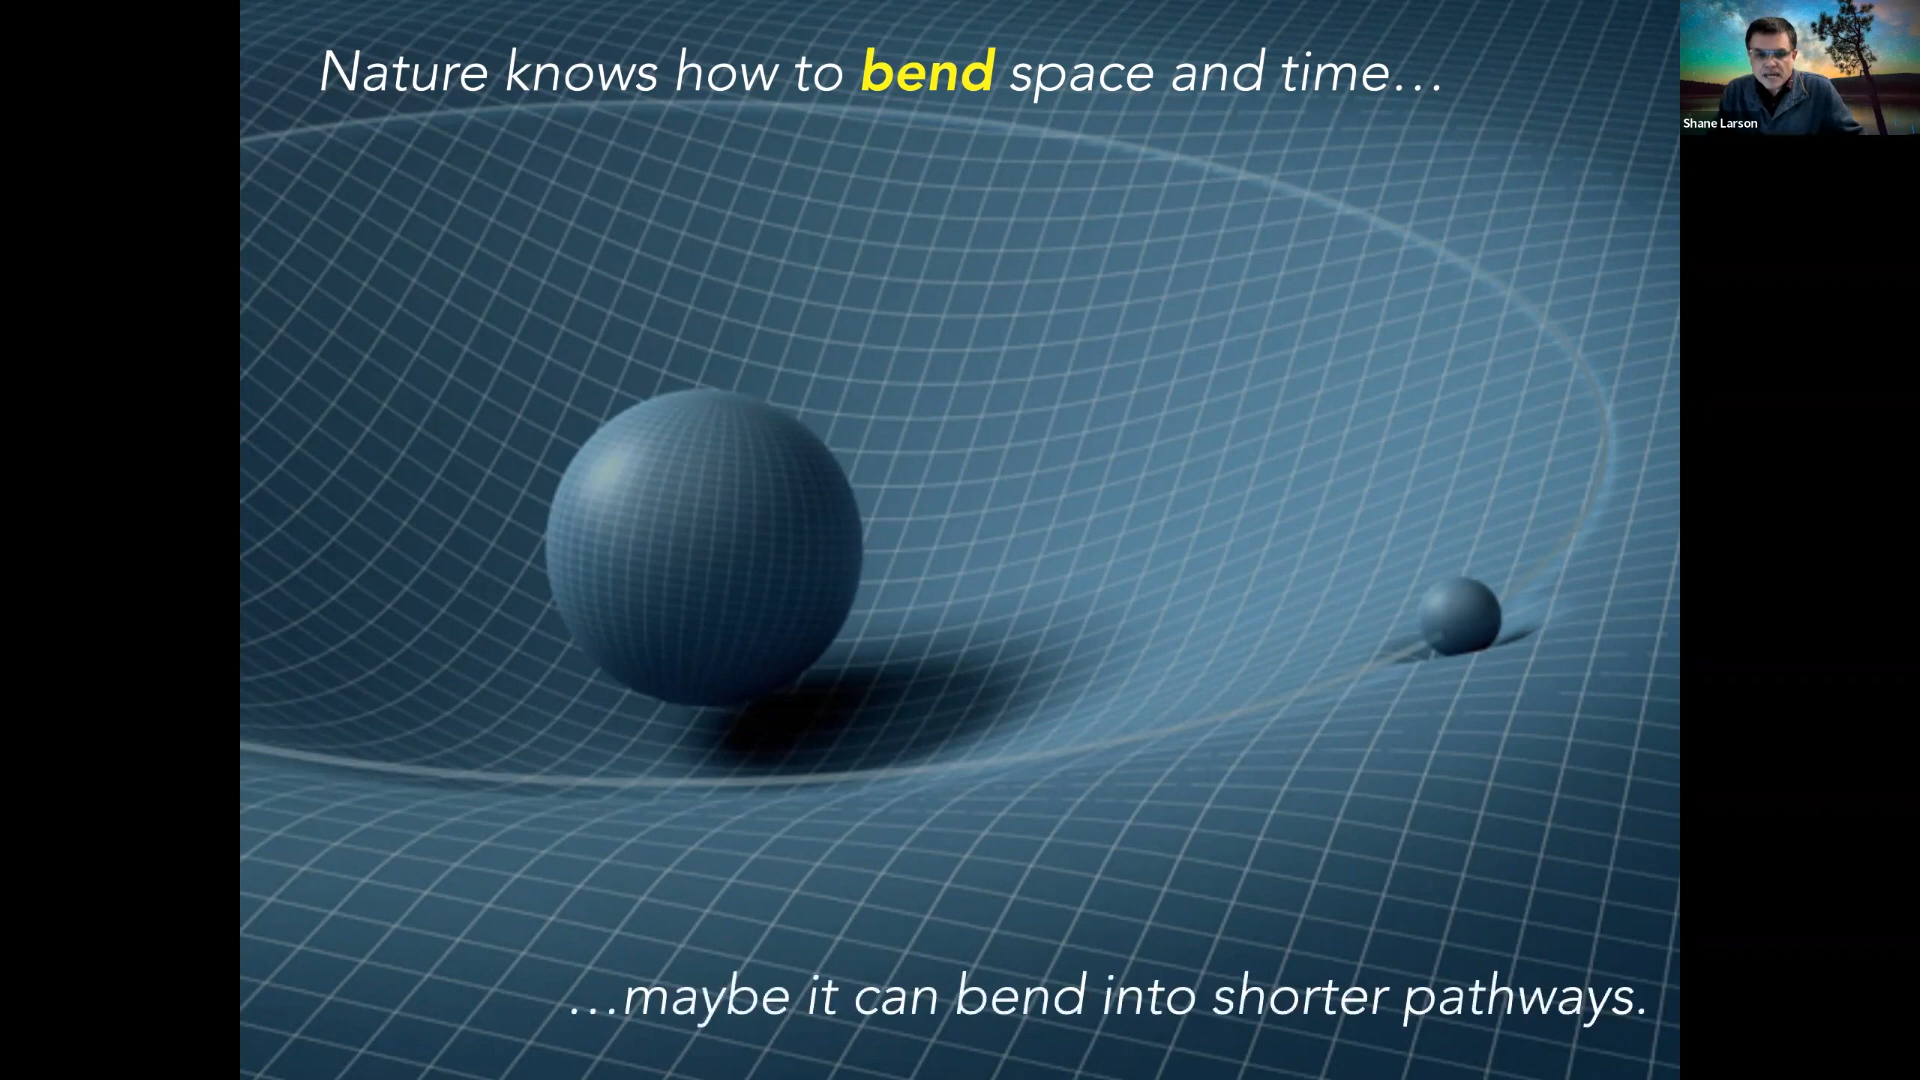 Nature knows how to bend space and time…
Shane Larson
…maybe it can bend into shorter pathways.